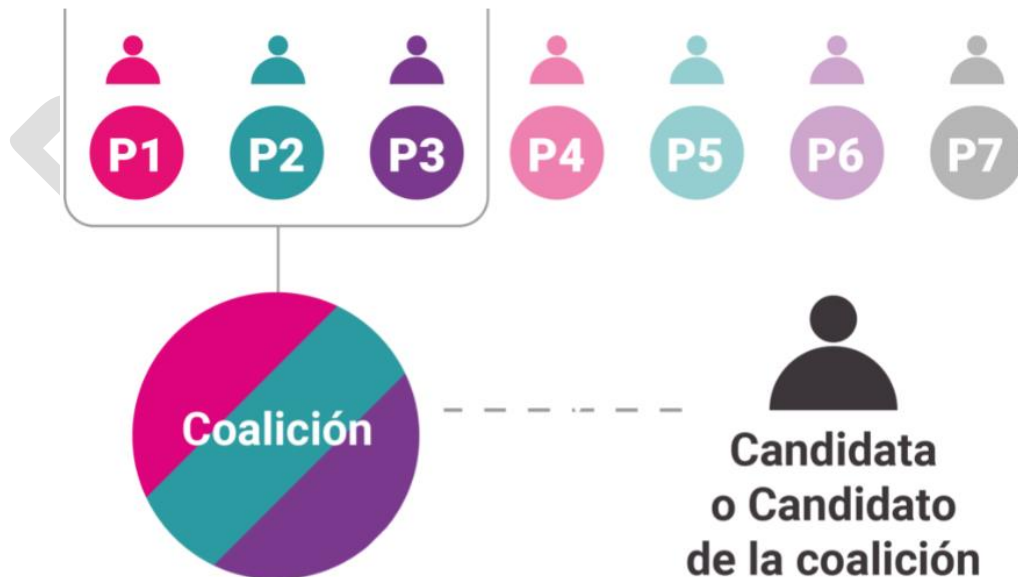 P1 P2 P3 P4 P5 P6 P7
Coalición
Candidata
o Candidato
de la coalición